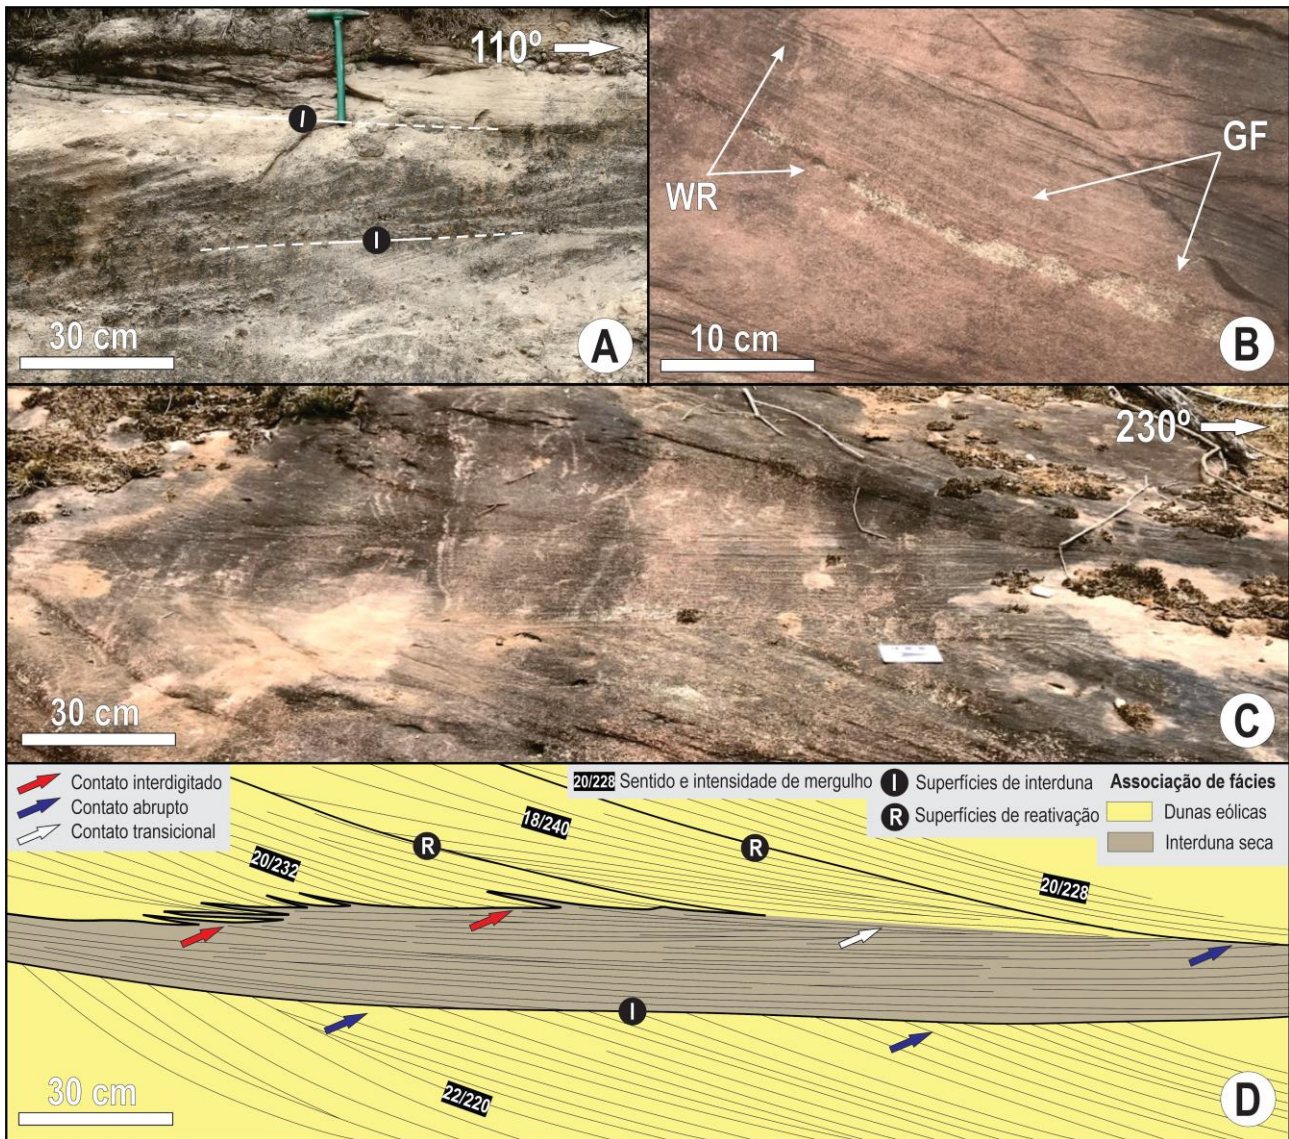 110º
I
I
30 cm
A
WR
GF
10 cm
B
230º
30 cm
C
Contato interdigitado
Contato abrupto
Contato transicional
20/228 Sentido e intensidade de mergulho
I Superfícies de interduna
R Superfícies de reativação
Associação de fácies
Dunas eólicas
Interduna seca
18/240
R
R
20/232
20/228
I
22/220
30 cm
D